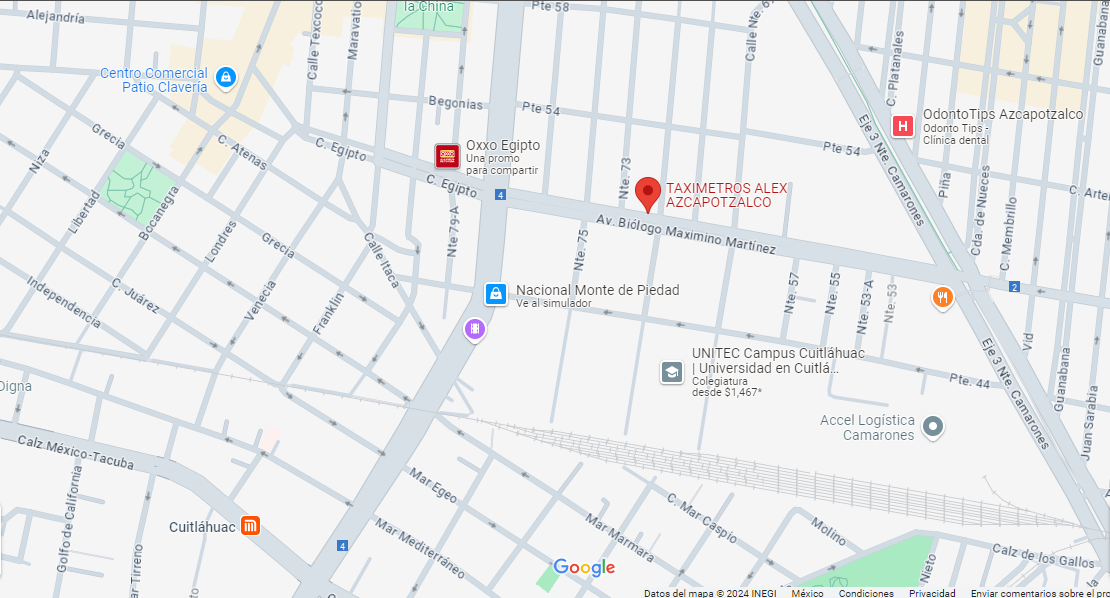 Alejandría
Calle Texcoco
Maravatío
la China
Pte 58
Calle Nte. 6
C. Platanales
Guanabana
Centro Comercial
Patio Clavería
Begonias
Pte 54
Grecia
C. Atenas
C. Egipto
Oxxo Egipto
Una promo
para compartir
OdontoTips Azcapotzalco
Odonto Tips -
Clínica dental
Pte 54
Eje 3 Nte. Camarones
Niza
Libertad
Bocanegra
C. Egipto
4
Nte. 73
TAXIMETROS ALEX
AZCAPOTZALCO
Piña
Cda. de Nueces
C. Membrillo
C. Arte
Londres
Grecia
Calle Itaca
Nte 79-A
Nte. 75
Av. Biólogo Maximino Martínez
Independencia
C. Juárez
Venecia
Franklin
Nacional Monte de Piedad
Ve al simulador
Nte. 57
Nte 55
Nte. 53-A
Nte. 53
2
Vid
UNITEC Campus Cuitláhuac
| Universidad en Cuitlá...
Colegiatura
desde $1,467*
Pte. 44
Eje 3 Nte. Camarones
Guanabana
Juan Sarabia
Digna
Accel Logística
Camarones
Calz México-Tacuba
Golfo de California
Mar Egeo
C. Mar Caspio
Cuitláhuac
Mar Mediterráneo
Mar Marmara
Molino
4
Calz de los Gallos
Mar Tirreno
Nieto
Google
Datos del mapa © 2024 INEGI México Condiciones Privacidad Enviar comentarios sobre el pro